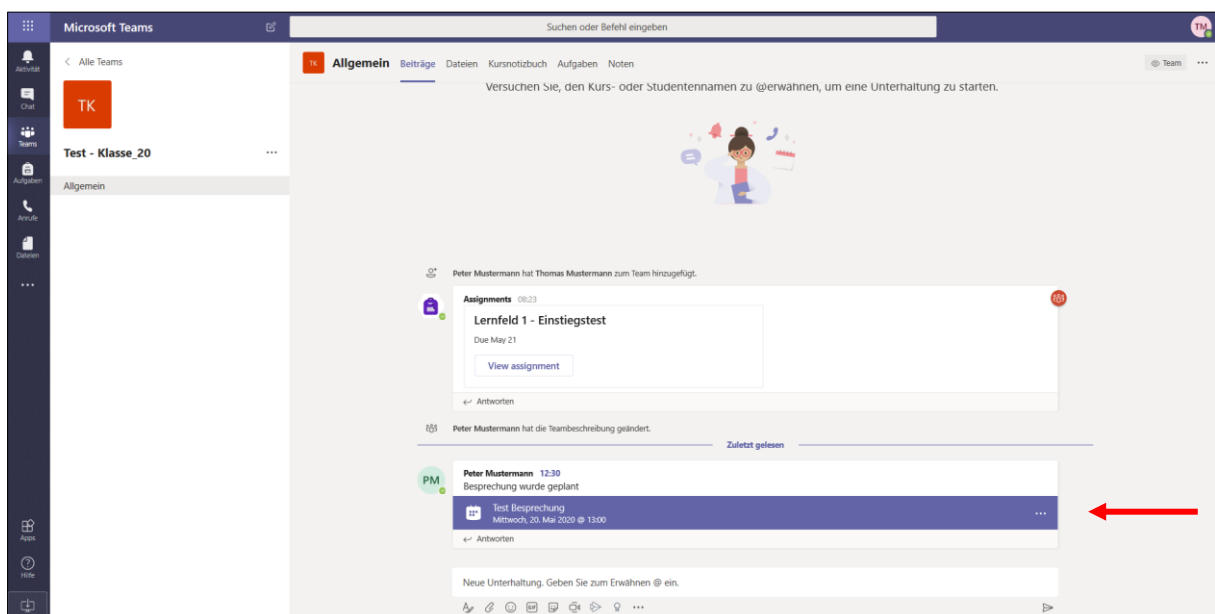 Microsoft Teams
Suchen oder Befehl eingeben
TM
Aktivität
Chat
Teams
Aufgaben
Anrufe
Dateien
Apps
Hilfe
Alle Teams
TK
Test - Klasse_20
Allgemein
TK Allgemein Beiträge Dateien Kursnotizbuch Aufgaben Noten
Team
Versuchen Sie, den Kurs- oder Studentennamen zu @erwähnen, um eine Unterhaltung zu starten.
Peter Mustermann hat Thomas Mustermann zum Team hinzugefügt.
Assignments 08:23
Lernfeld 1 - Einstiegstest
Due May 21
View assignment
Antworten
Peter Mustermann hat die Teambeschreibung geändert.
Zuletzt gelesen
PM
Peter Mustermann 12:30
Besprechung wurde geplant
Test Besprechung
Mittwoch, 20. Mai 2020 @ 13:00
Antworten
Neue Unterhaltung. Geben Sie zum Erwähnen @ ein.
GIF